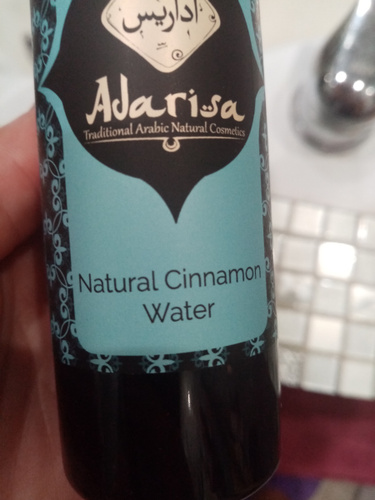 اداريس
Adarisa
Traditional Arabic Natural Cosmetics
Natural Cinnamon
Water